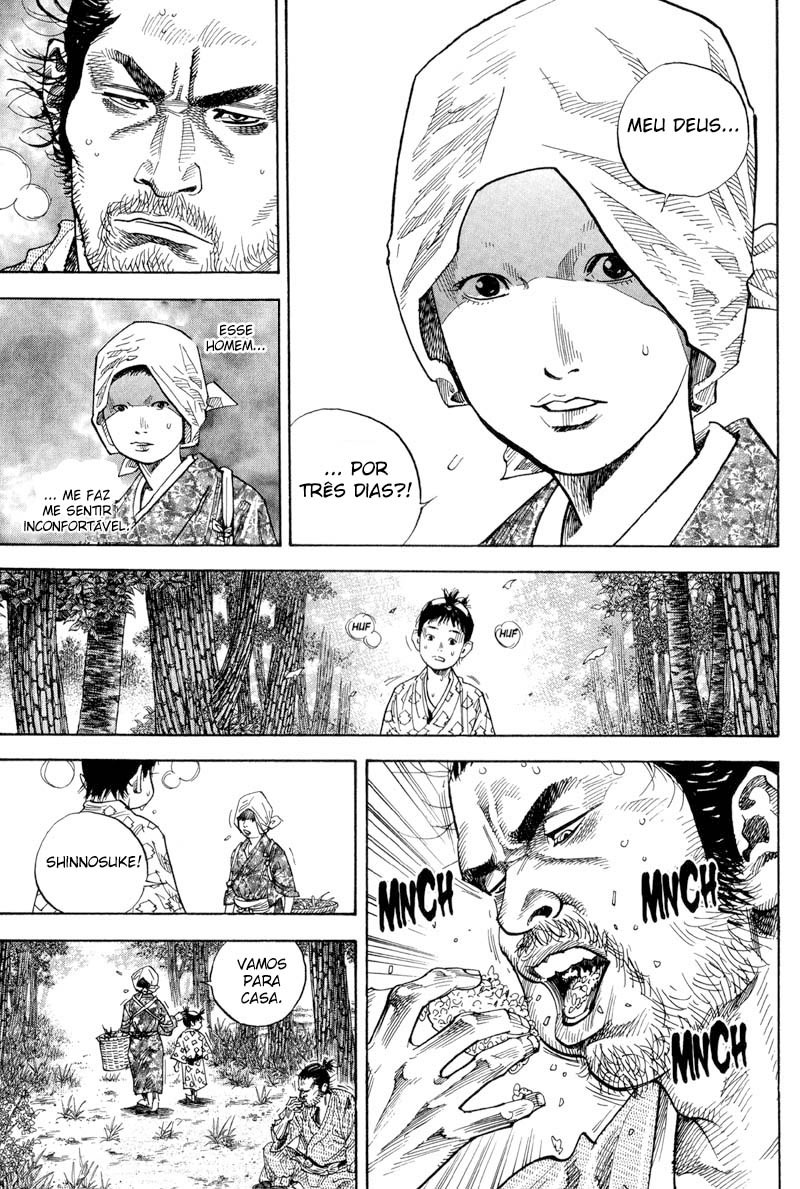 MEU DEUS...
... POR
TRÊS DIAS?!
ESSE
HOMEM...
... ME FAZ
ME SENTIR
INCONFORTÁVEL.
HUF
HUF
SHINNOSUKE!
MNCH
MNCH
MNCH
VAMOS
PARA
CASA.